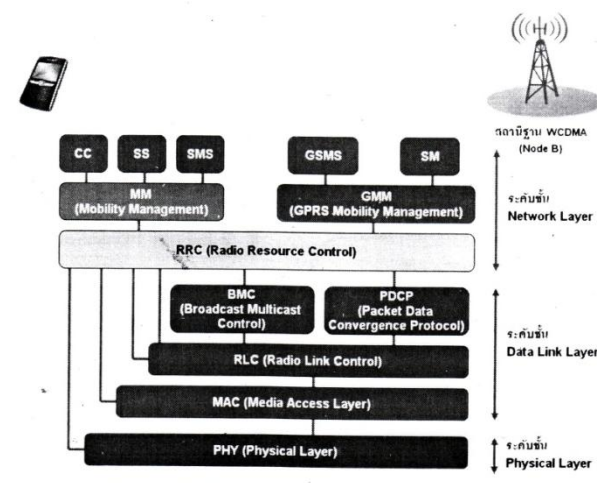 สถานีฐาน WCDMA
(Node B)
CC
SS
SMS
GSMS
SM
MM
(Mobility Management)
GMM
(GPRS Mobility Management)
ระดับชั้น
Network Layer
RRC (Radio Resource Control)
BMC
(Broadcast Multicast
Control)
PDCP
(Packet Data
Convergence Protocol)
RLC (Radio Link Control)
ระดับชั้น
Data Link Layer
MAC (Media Access Layer)
PHY (Physical Layer)
ระดับชั้น
Physical Layer